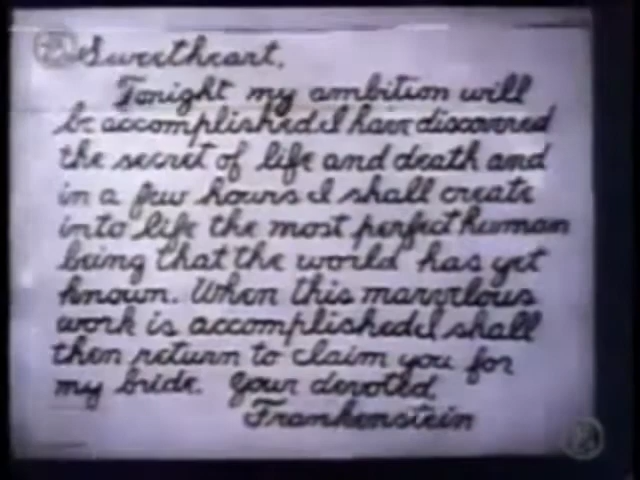 Sweetheart,
Tonight my ambition will
be accomplished. I have discovered
the secret of life and death and
in a few hours I shall create
into life the most perfect human
being that the world has yet
known. When this marvelous
work is accomplished, I shall
then return to claim you for
my bride. Your devoted,
Frankenstein